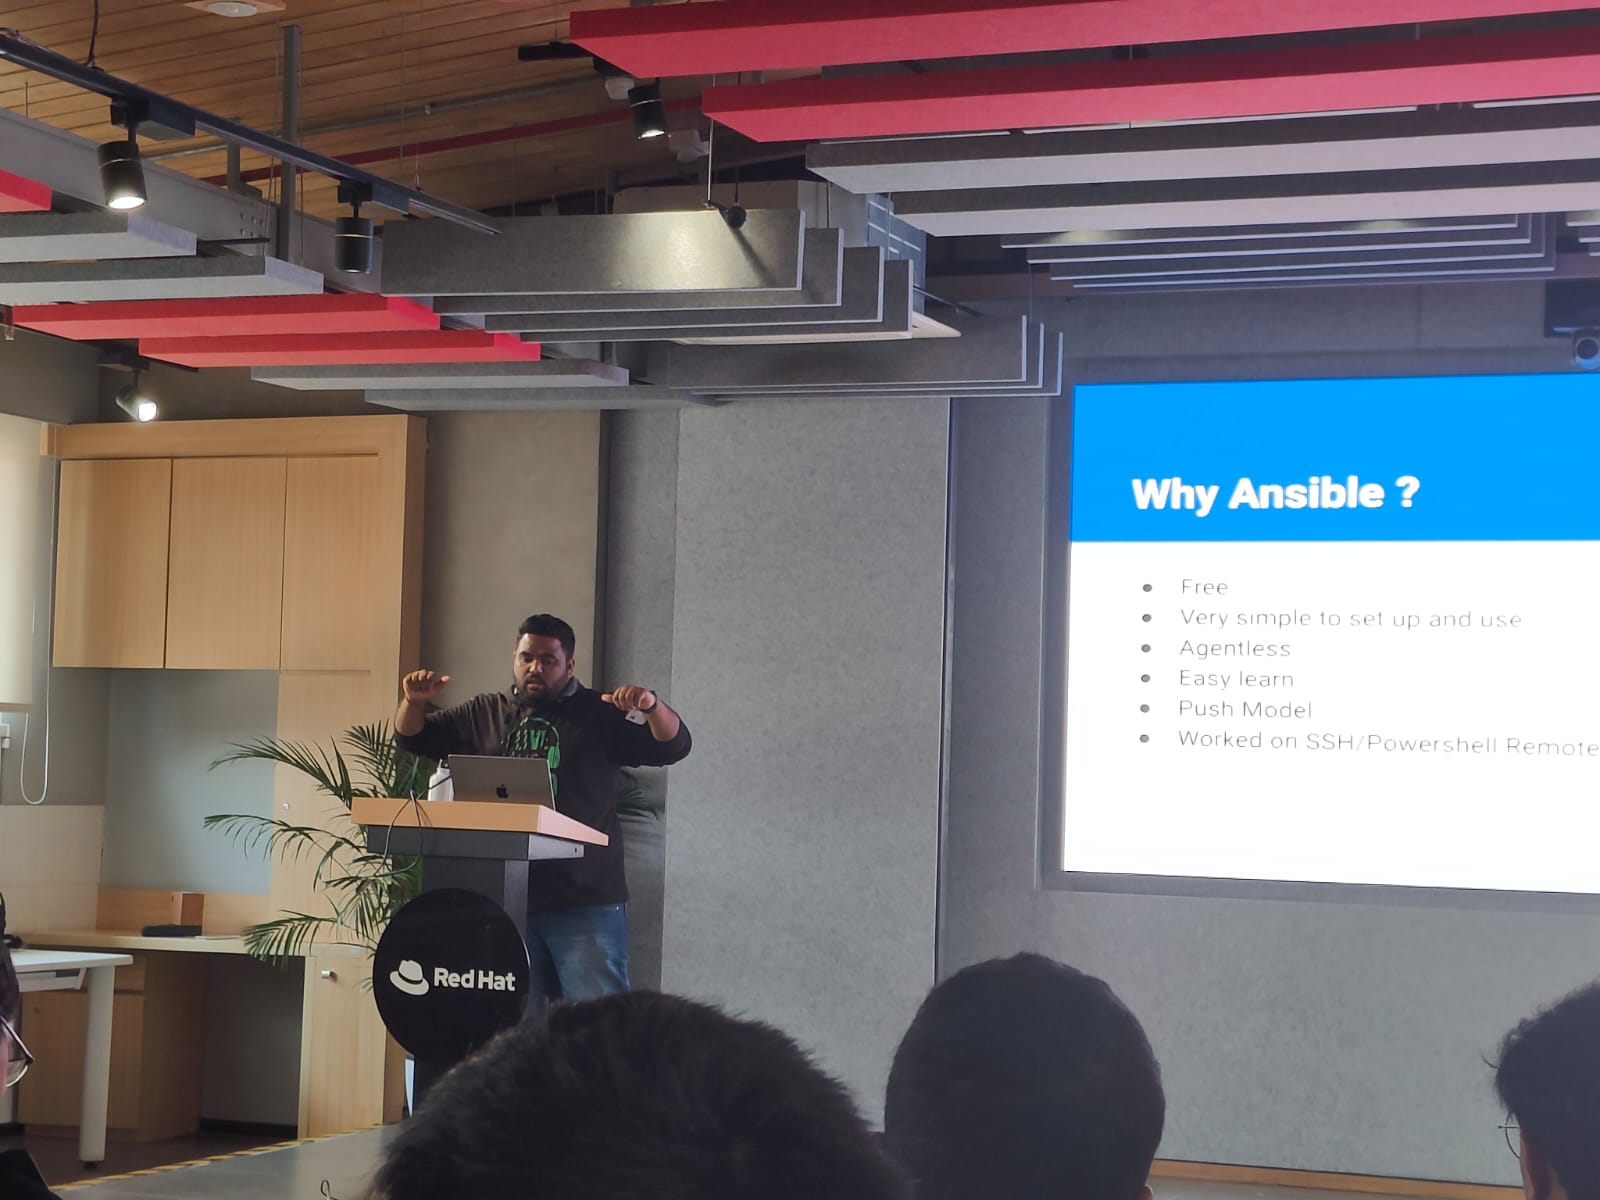 Why Ansible ?
Free
Very simple to set up and use
Agentless
Easy learn
Push Model
Worked on SSH/Powershell Remote
Red Hat